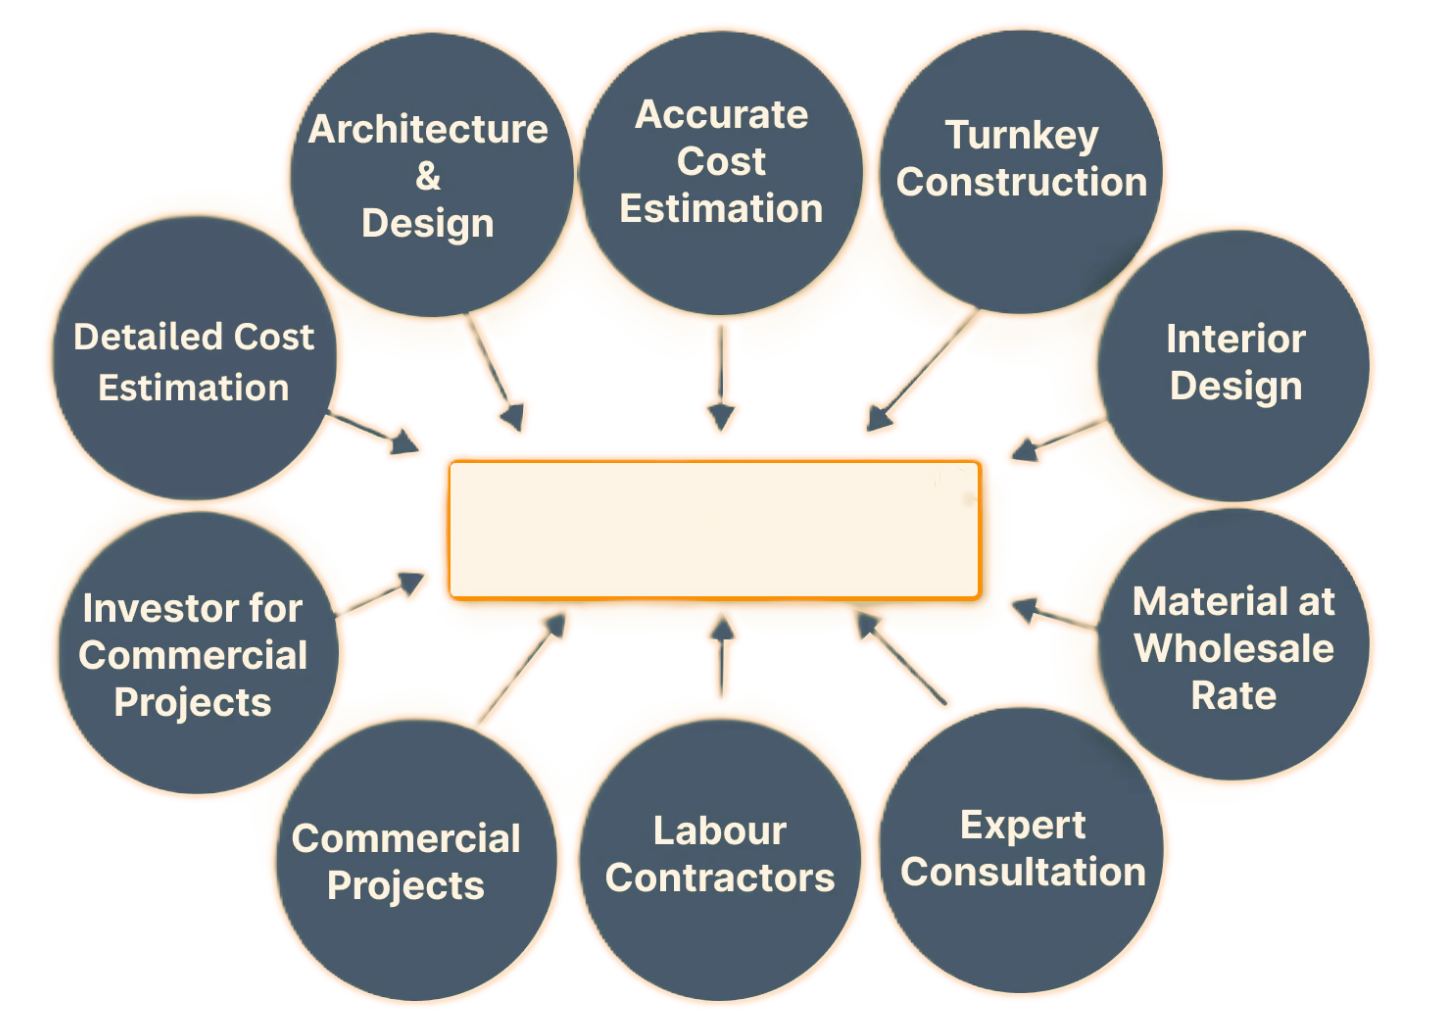 Architecture
&
Design
Accurate
Cost
Estimation
Turnkey
Construction
Detailed Cost
Estimation
Interior
Design
Investor for
Commercial
Projects
Material at
Wholesale
Rate
Commercial
Projects
Labour
Contractors
Expert
Consultation